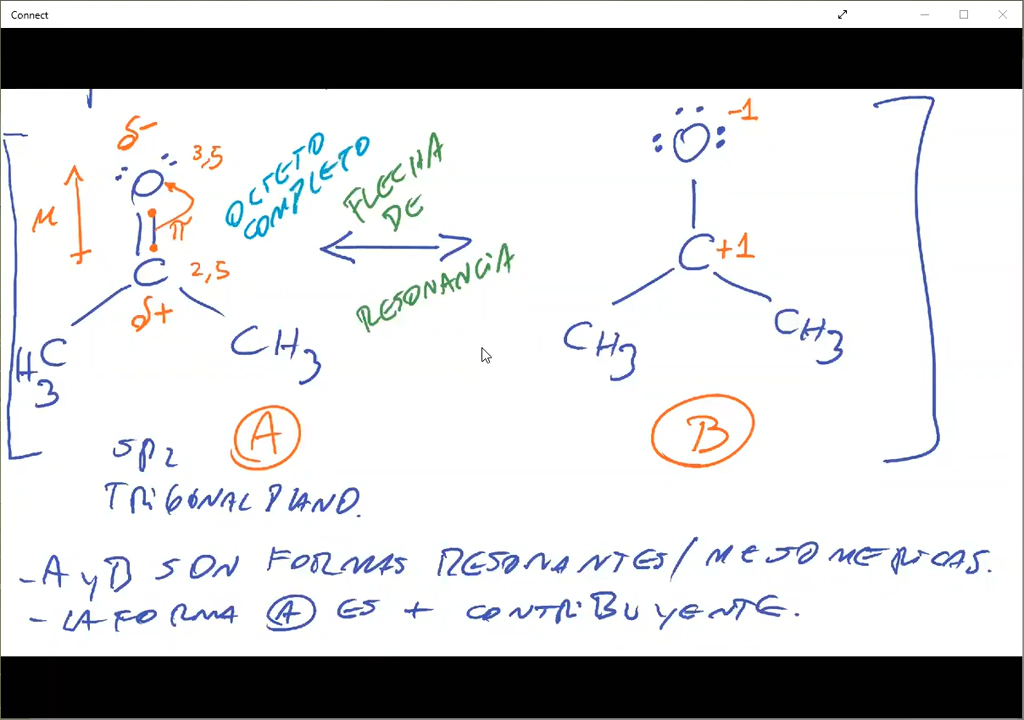 Connect
δ-
O
3,5
μ
π
C
2,5
δ+
H3C
CH3
OCTETO
COMPLETO
FLECHA
DE
RESONANCIA
O
-1
C
+1
CH3
CH3
A
B
sp2
TRIGONAL PLANO.
- A y B SON FORMAS RESONANTES/MESOMERICAS.
- LA FORMA A ES + CONTRIBUYENTE.